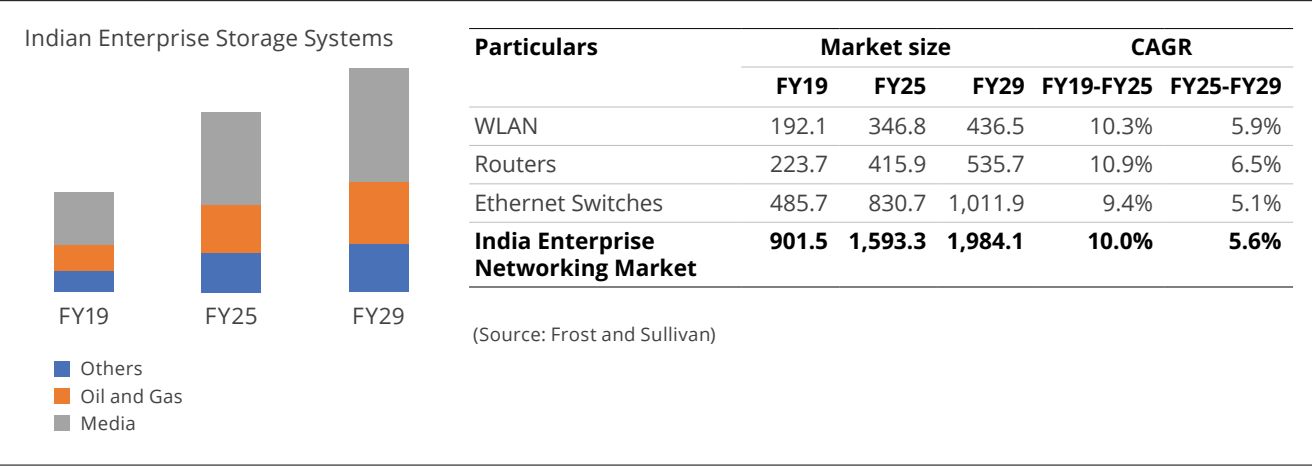 Indian Enterprise Storage Systems
FY19 FY25 FY29
Others
Oil and Gas
Media
Particulars Market size CAGR
FY19 FY25 FY29 FY19-FY25 FY25-FY29
WLAN 192.1 346.8 436.5 10.3% 5.9%
Routers 223.7 415.9 535.7 10.9% 6.5%
Ethernet Switches 485.7 830.7 1,011.9 9.4% 5.1%
India Enterprise 901.5 1,593.3 1,984.1 10.0% 5.6%
Networking Market
(Source: Frost and Sullivan)